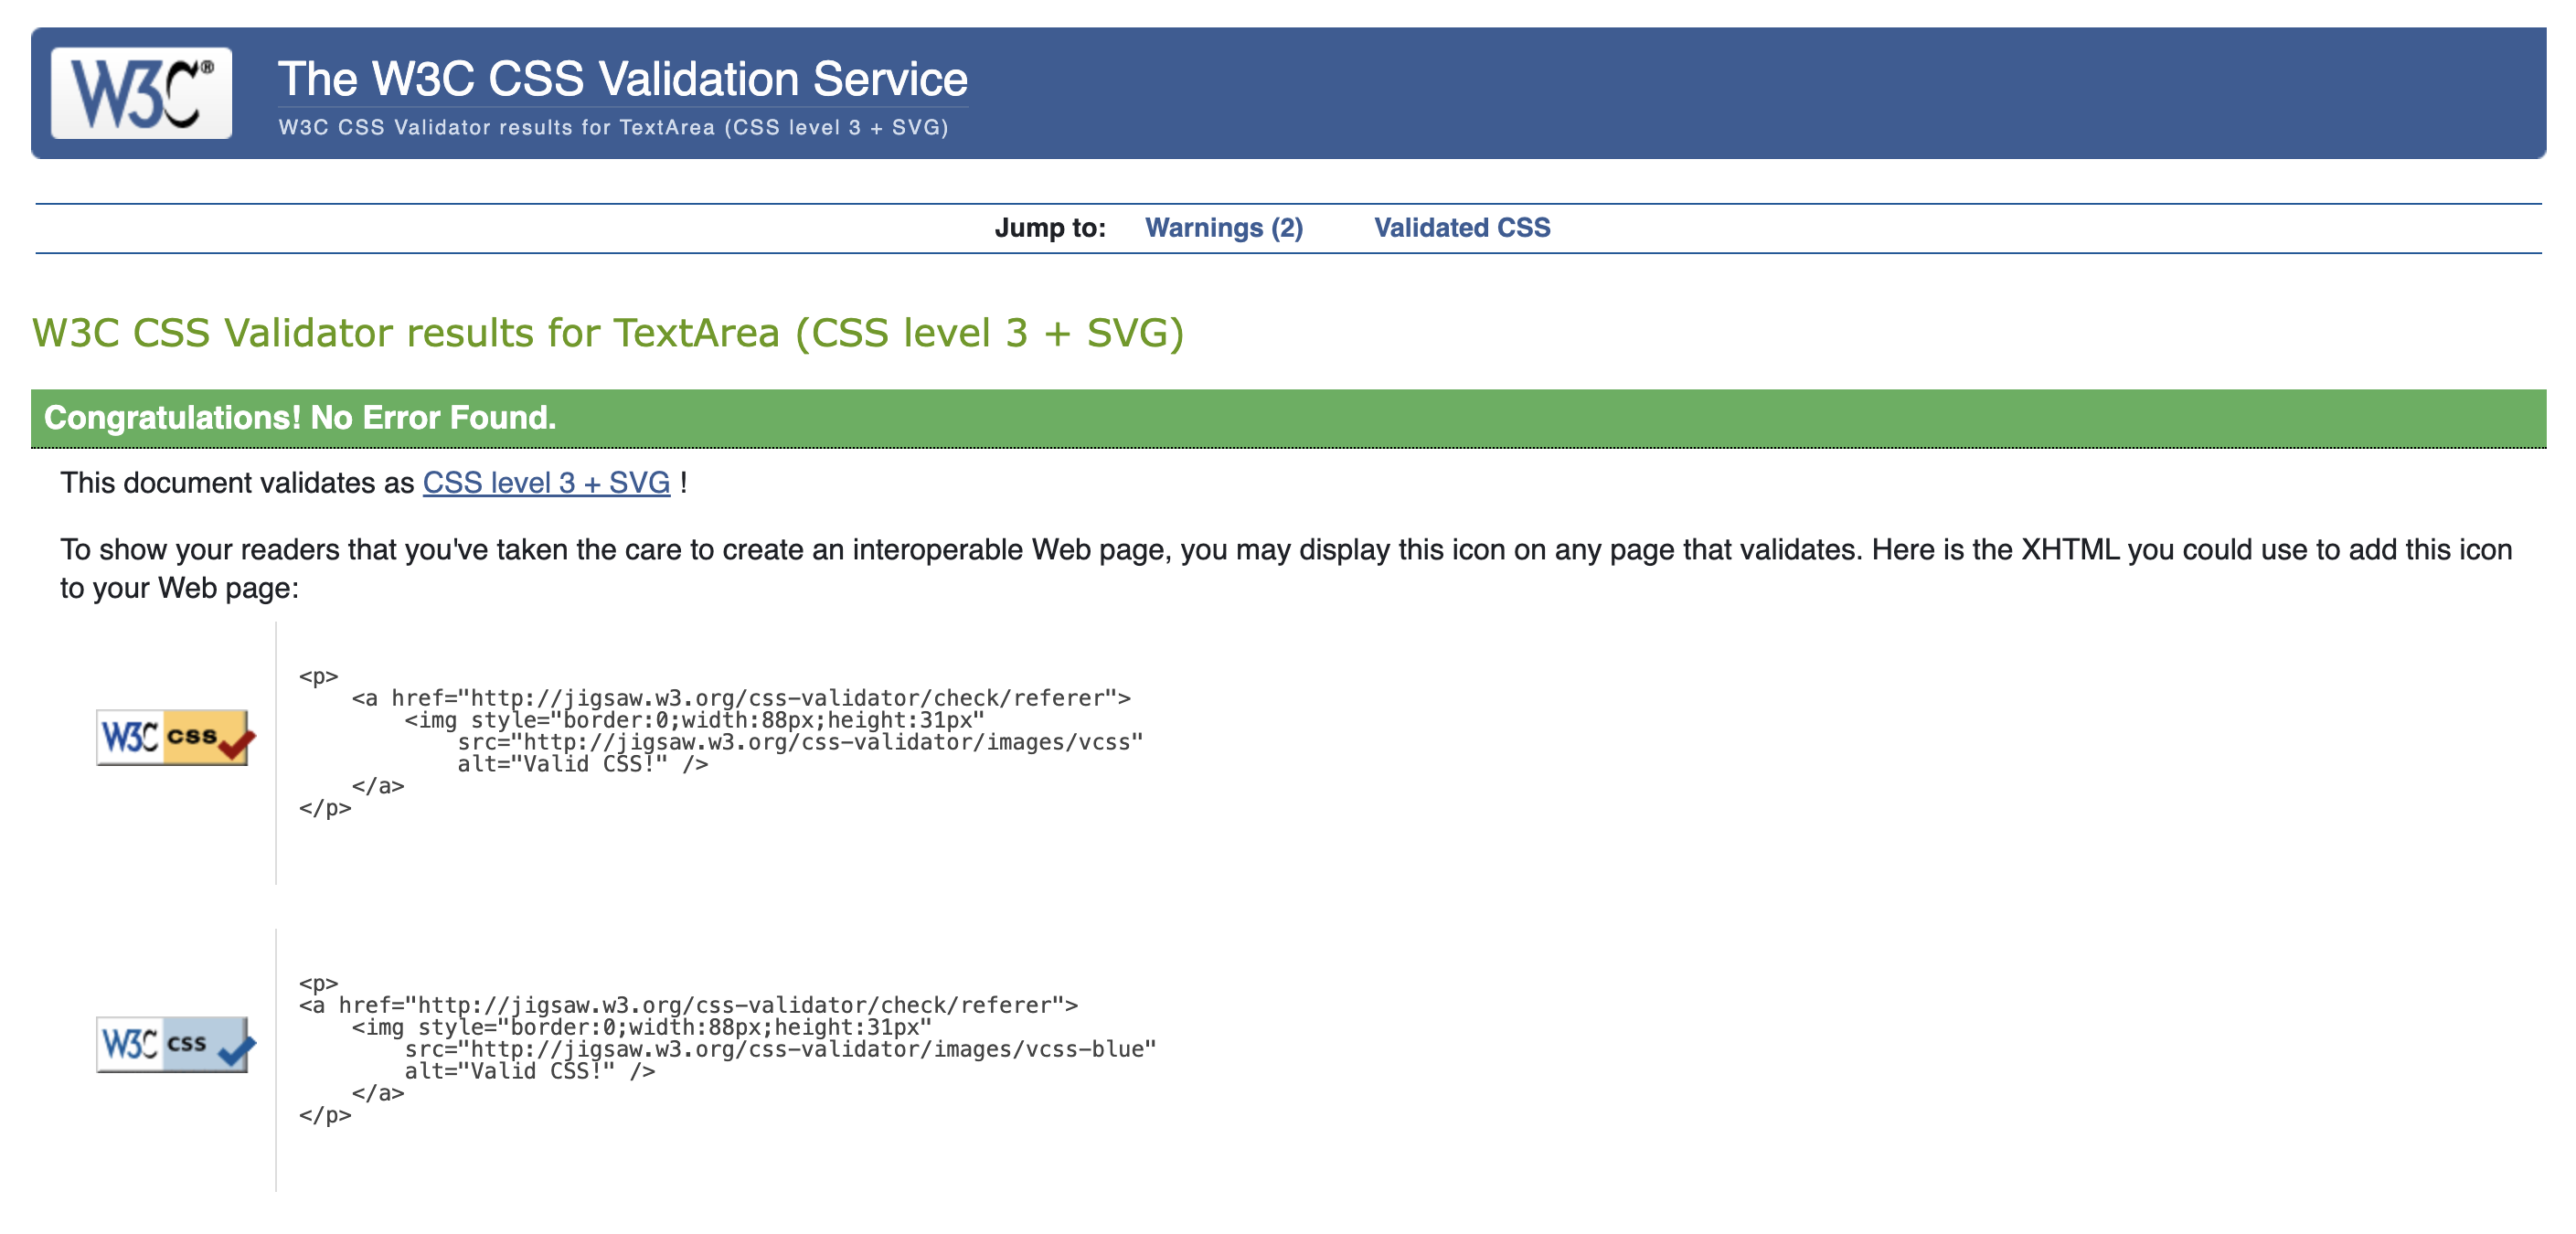 W3C®
The W3C CSS Validation Service
W3C CSS Validator results for TextArea (CSS level 3 + SVG)
Jump to: Warnings (2) Validated CSS
W3C CSS Validator results for TextArea (CSS level 3 + SVG)
Congratulations! No Error Found.
This document validates as CSS level 3 + SVG !
To show your readers that you've taken the care to create an interoperable Web page, you may display this icon on any page that validates. Here is the XHTML you could use to add this icon
to your Web page:
W3C css
<p>
    <a href="http://jigsaw.w3.org/css-validator/check/referer">
        <img style="border:0;width:88px;height:31px"
            src="http://jigsaw.w3.org/css-validator/images/vcss"
            alt="Valid CSS!" />
    </a>
</p>
W3C css
<p>
<a href="http://jigsaw.w3.org/css-validator/check/referer">
    <img style="border:0;width:88px;height:31px"
        src="http://jigsaw.w3.org/css-validator/images/vcss-blue"
        alt="Valid CSS!" />
    </a>
</p>